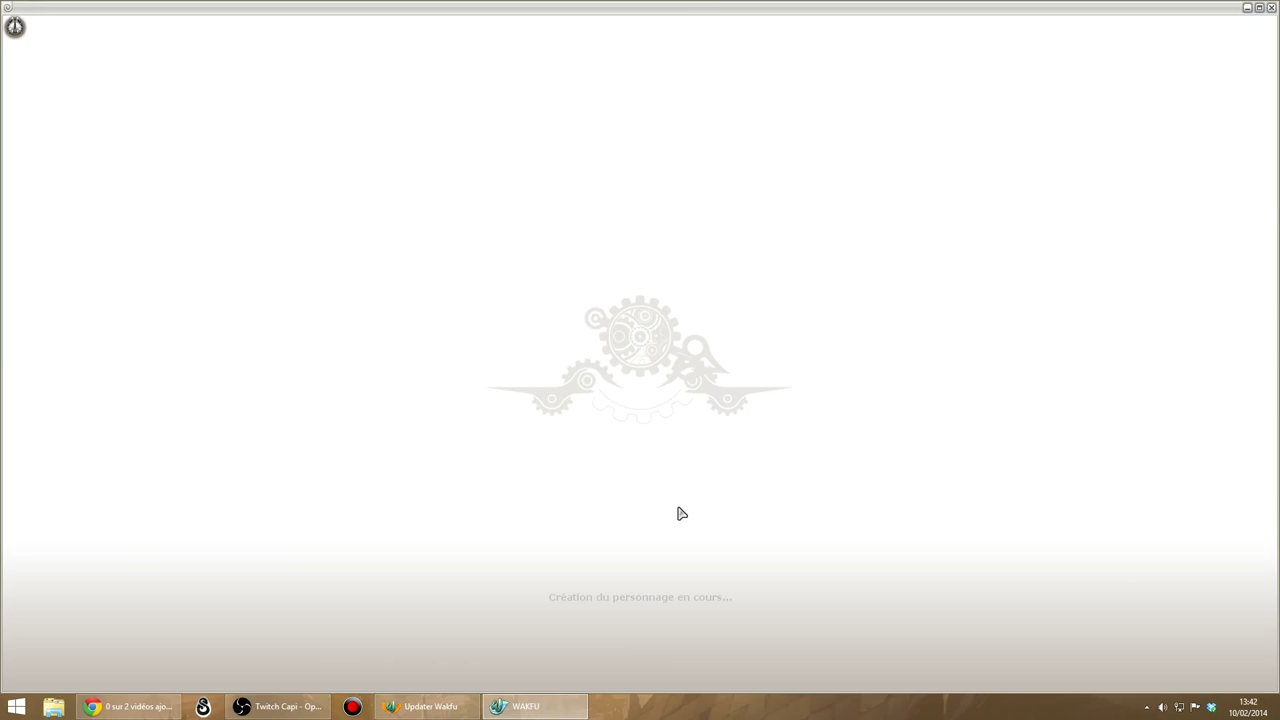 Création du personnage en cours...
0 sur 2 vidéos ajo...
Twitch Capi - Op...
Updater Wakfu
WAKFU
13:42
10/02/2014